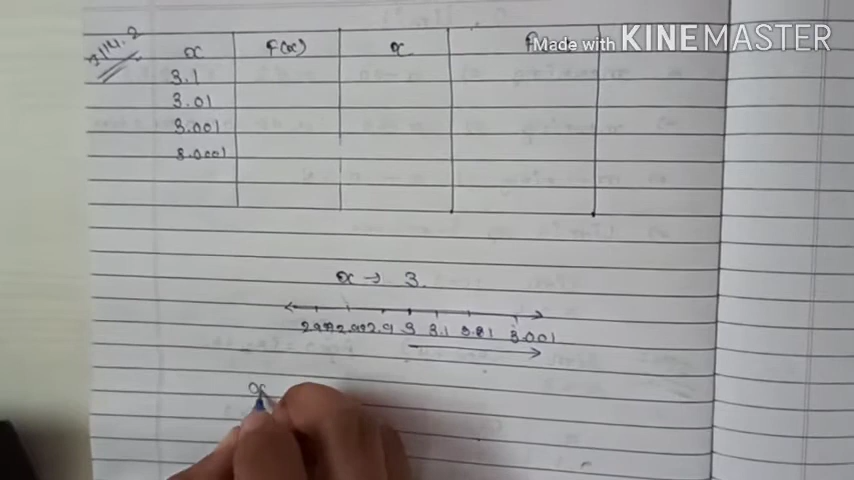 x F(x) x
3.1
3.01
3.001
3.0001
x → 3.
2.9 3 3.1 3.01 3.001
x
Made with KINEMASTER